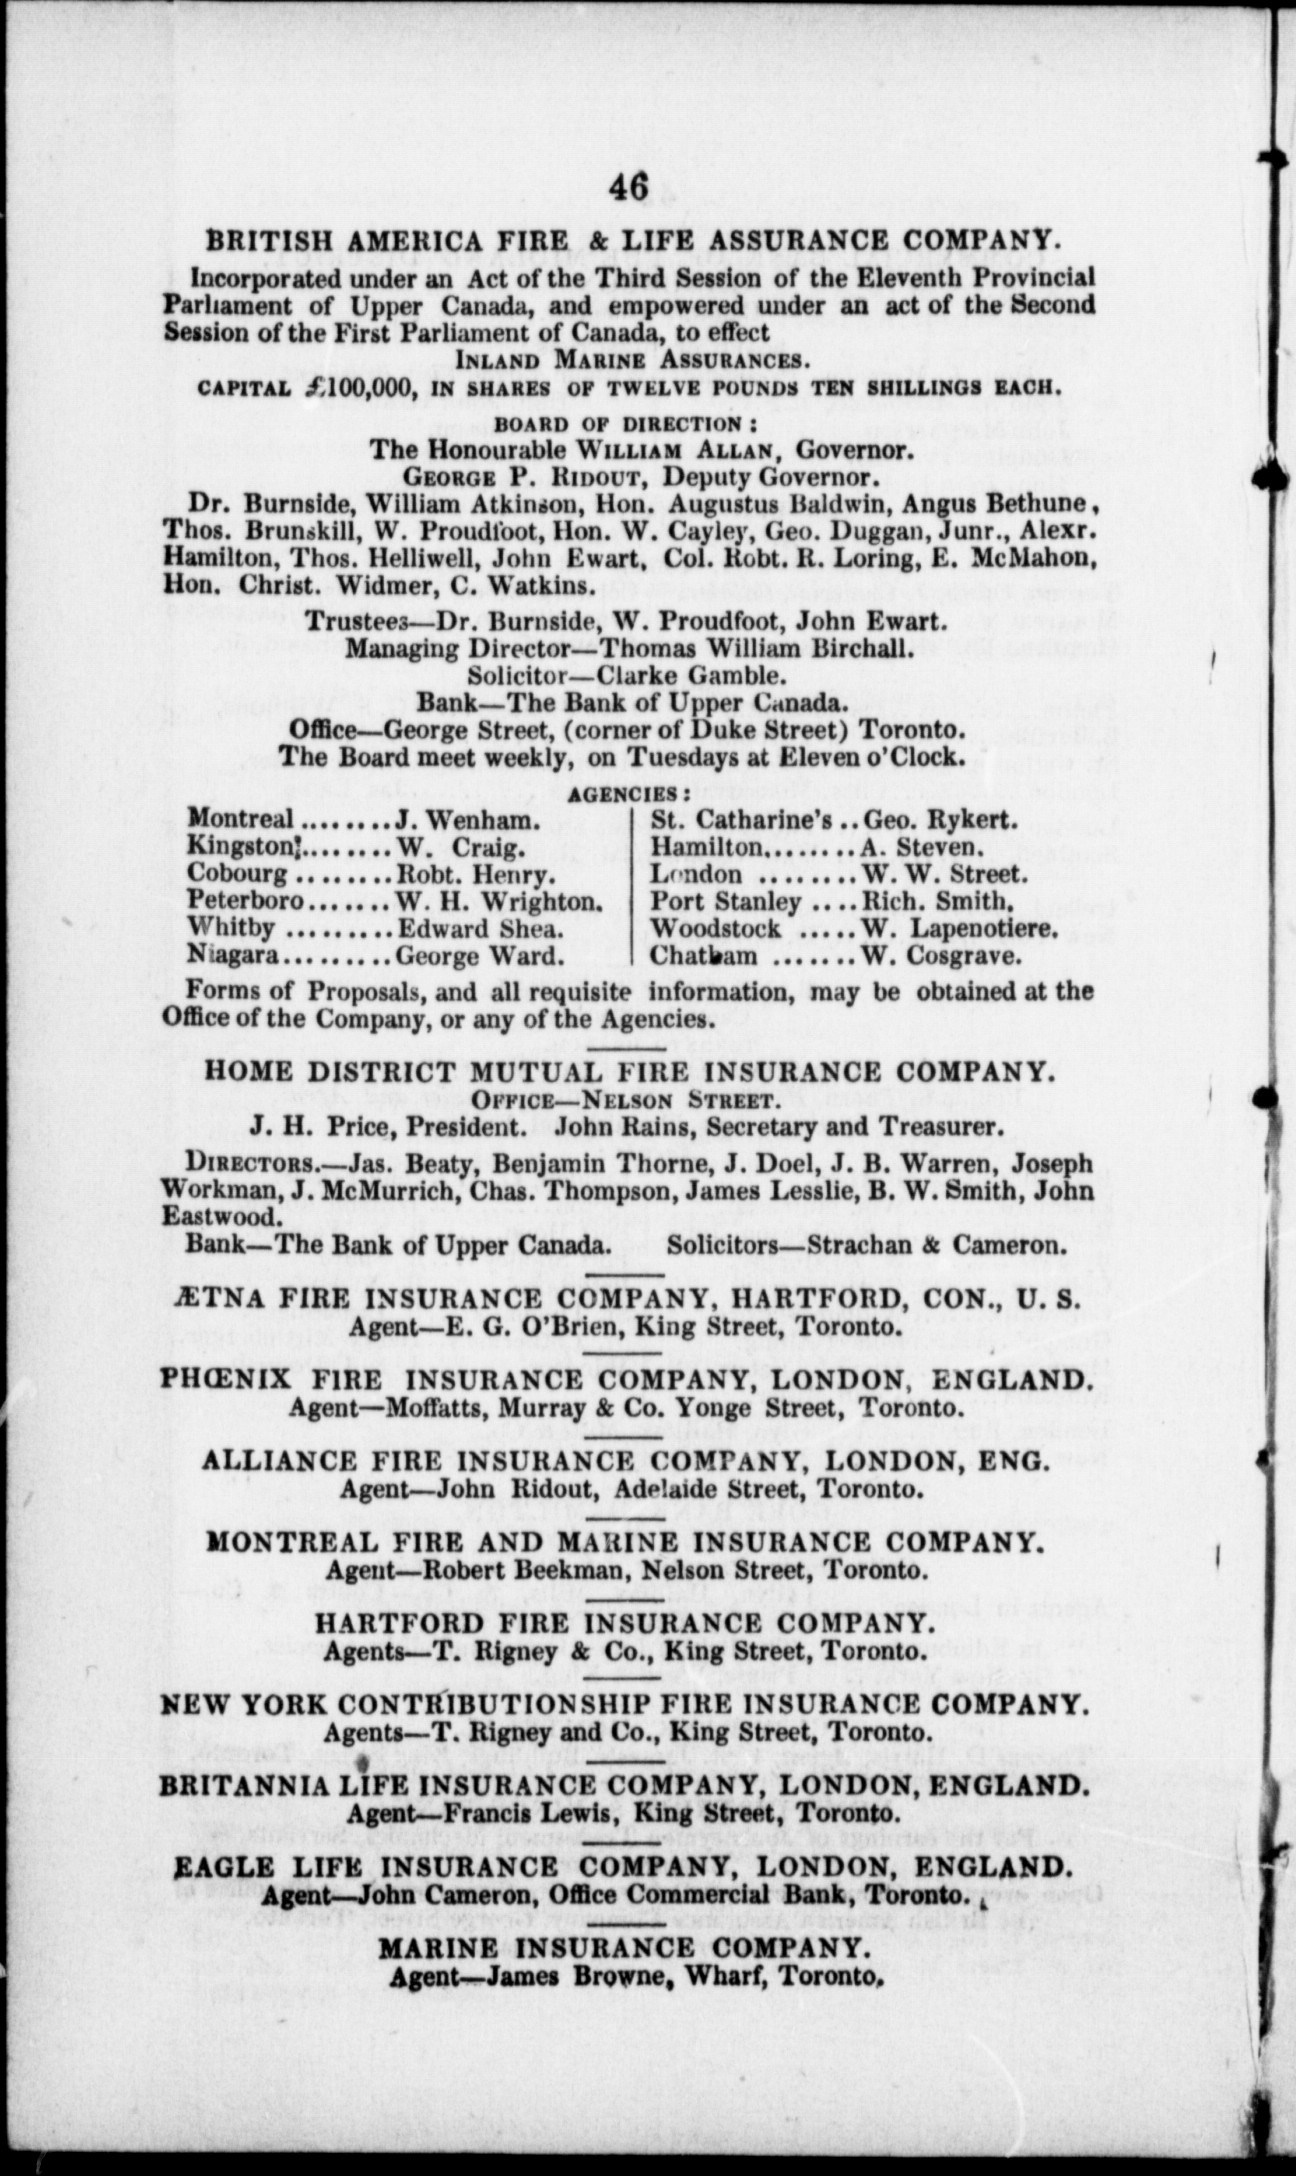 46
BRITISH AMERICA FIRE & LIFE ASSURANCE COMPANY.
Incorporated under an Act of the Third Session of the Eleventh Provincial
Parliament of Upper Canada, and empowered under an act of the Second
Session of the First Parliament of Canada, to effect
INLAND MARINE ASSURANCES.
CAPITAL £100,000, IN SHARES OF TWELVE POUNDS TEN SHILLINGS EACH.
BOARD OF DIRECTION :
The Honourable WILLIAM ALLAN, Governor.
GEORGE P. RIDOUT, Deputy Governor.
Dr. Burnside, William Atkinson, Hon. Augustus Baldwin, Angus Bethune,
Thos. Brunskill, W. Proudfoot, Hon. W. Cayley, Geo. Duggan, Junr., Alexr.
Hamilton, Thos. Helliwell, John Ewart, Col. Robt. R. Loring, E. McMahon,
Hon. Christ. Widmer, C. Watkins.
Trustees—Dr. Burnside, W. Proudfoot, John Ewart.
Managing Director—Thomas William Birchall.
Solicitor—Clarke Gamble.
Bank—The Bank of Upper Canada.
Office—George Street, (corner of Duke Street) Toronto.
The Board meet weekly, on Tuesdays at Eleven o'Clock.
AGENCIES :
Montreal ........ J. Wenham.
Kingston ........ W. Craig.
Cobourg ........ Robt. Henry.
Peterboro ....... W. H. Wrighton.
Whitby ......... Edward Shea.
Niagara ......... George Ward.
St. Catharine's .. Geo. Rykert.
Hamilton ........ A. Steven.
London ........ W. W. Street.
Port Stanley .... Rich. Smith.
Woodstock ..... W. Lapenotiere.
Chatham ....... W. Cosgrave.
Forms of Proposals, and all requisite information, may be obtained at the
Office of the Company, or any of the Agencies.
HOME DISTRICT MUTUAL FIRE INSURANCE COMPANY.
OFFICE—NELSON STREET.
J. H. Price, President. John Rains, Secretary and Treasurer.
DIRECTORS.—Jas. Beaty, Benjamin Thorne, J. Doel, J. B. Warren, Joseph
Workman, J. McMurrich, Chas. Thompson, James Lesslie, B. W. Smith, John
Eastwood.
Bank—The Bank of Upper Canada. Solicitors—Strachan & Cameron.
ÆTNA FIRE INSURANCE COMPANY, HARTFORD, CON., U. S.
Agent—E. G. O'Brien, King Street, Toronto.
PHŒNIX FIRE INSURANCE COMPANY, LONDON, ENGLAND.
Agent—Moffatts, Murray & Co. Yonge Street, Toronto.
ALLIANCE FIRE INSURANCE COMPANY, LONDON, ENG.
Agent—John Ridout, Adelaide Street, Toronto.
MONTREAL FIRE AND MARINE INSURANCE COMPANY.
Agent—Robert Beekman, Nelson Street, Toronto.
HARTFORD FIRE INSURANCE COMPANY.
Agents—T. Rigney & Co., King Street, Toronto.
NEW YORK CONTRIBUTIONSHIP FIRE INSURANCE COMPANY.
Agents—T. Rigney and Co., King Street, Toronto.
BRITANNIA LIFE INSURANCE COMPANY, LONDON, ENGLAND.
Agent—Francis Lewis, King Street, Toronto.
EAGLE LIFE INSURANCE COMPANY, LONDON, ENGLAND.
Agent—John Cameron, Office Commercial Bank, Toronto.
MARINE INSURANCE COMPANY.
Agent—James Browne, Wharf, Toronto.